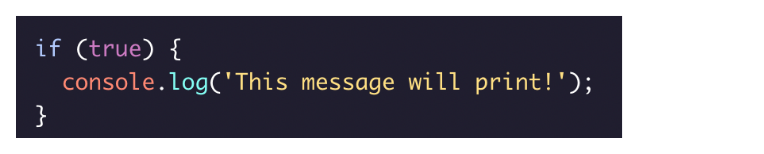 if (true) {
  console.log('This message will print!');
}